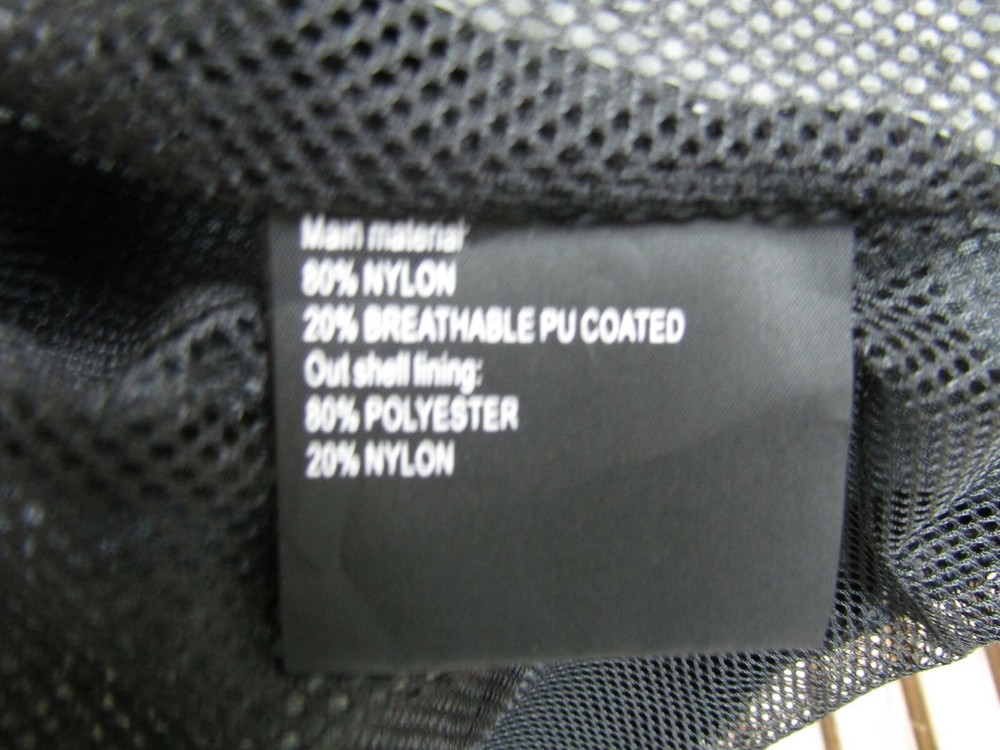 Main material:
80% NYLON
20% BREATHABLE PU COATED
Out shell lining:
80% POLYESTER
20% NYLON